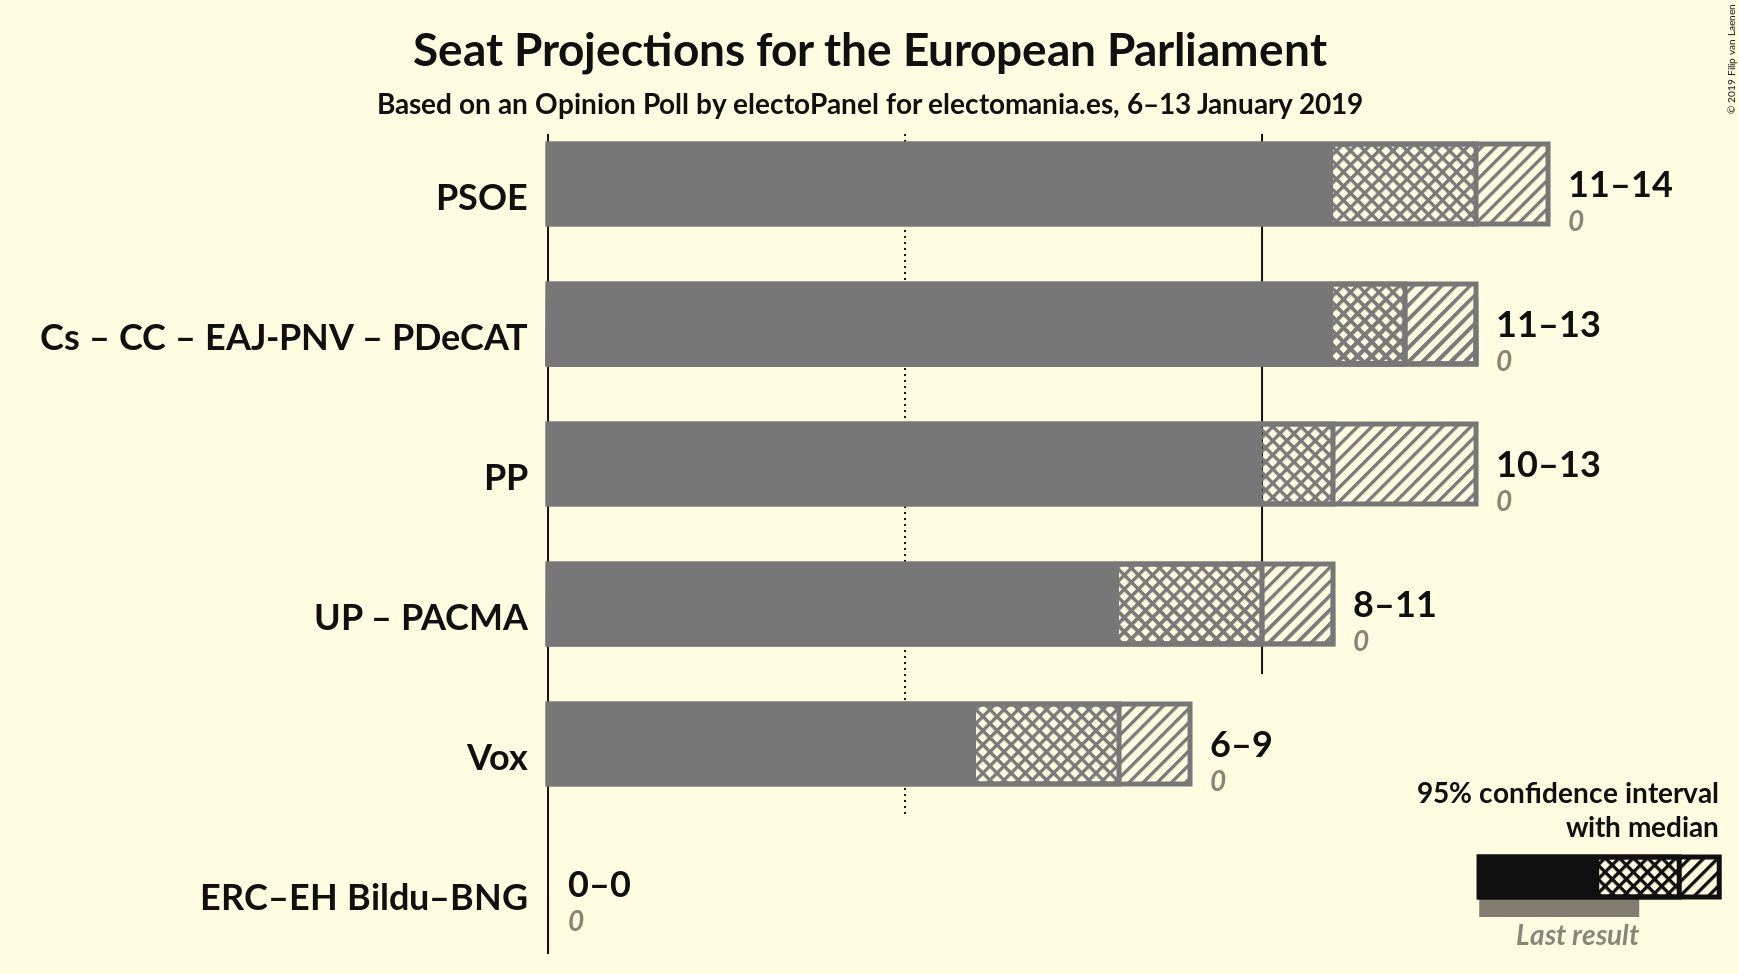 Seat Projections for the European Parliament
Based on an Opinion Poll by electoPanel for electomania.es, 6–13 January 2019
© 2019 Filip van Laenen
PSOE
11–14
0
Cs – CC – EAJ-PNV – PDeCAT
11–13
0
PP
10–13
0
UP – PACMA
8–11
0
Vox
6–9
0
ERC–EH Bildu–BNG
0–0
0
95% confidence interval
with median
Last result